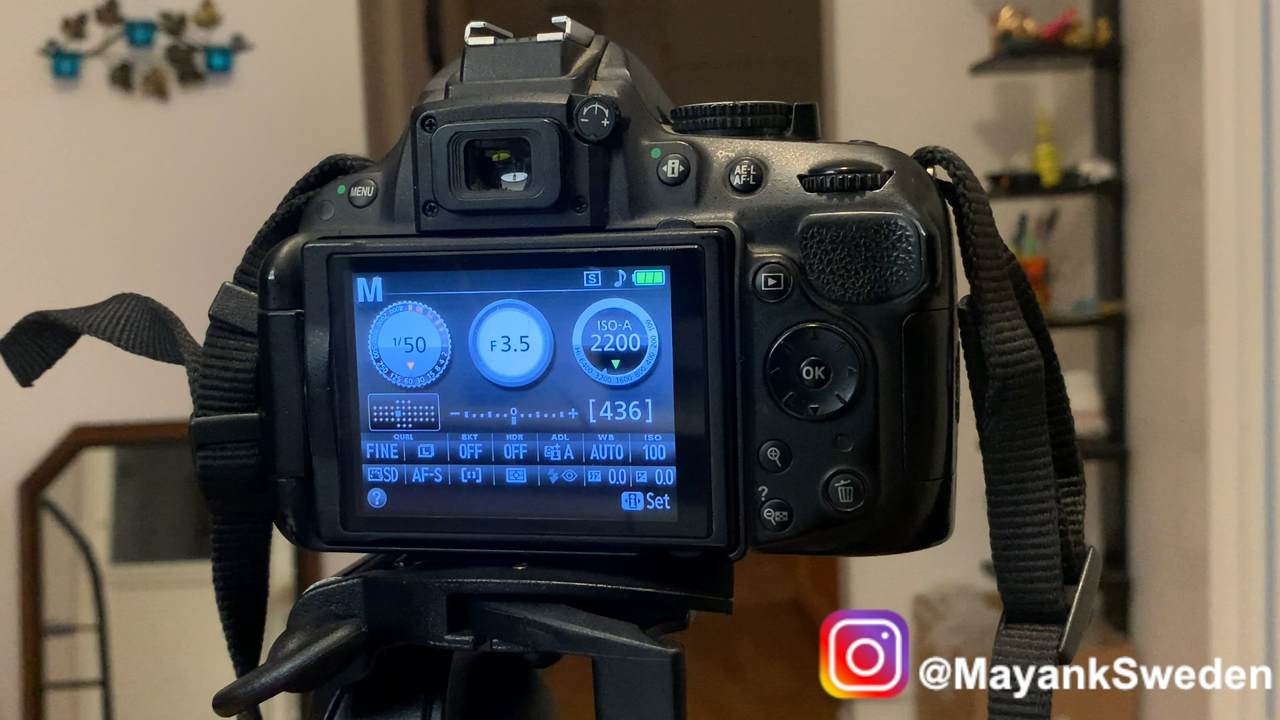 MENU
AE-L
AF-L
M
S
1/50
F3.5
ISO-A
2200
[436]
QUAL BKT HDR ADL WB ISO
FINE L OFF OFF A AUTO 100
SD AF-S 0.0 0.0
? Set
OK
?
@MayankSweden